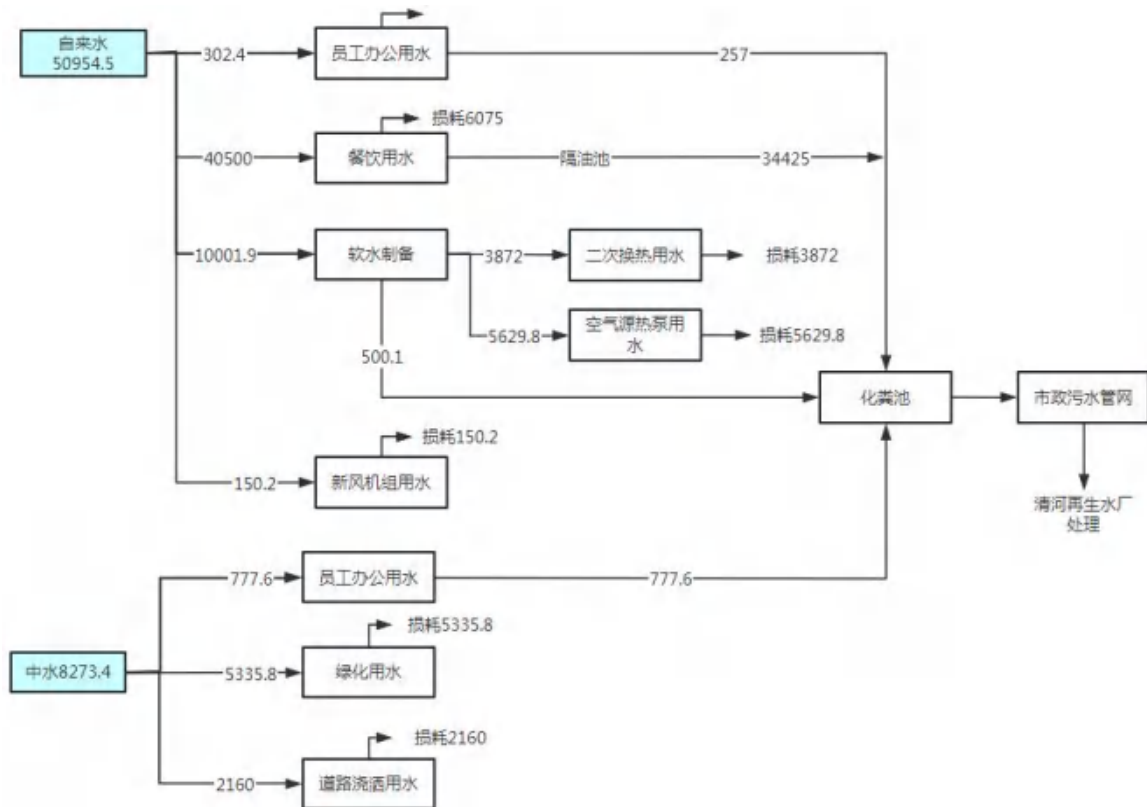 自来水
50954.5
302.4
员工办公用水
257
损耗6075
40500
餐饮用水
隔油池
34425
10001.9
软水制备
3872
二次换热用水
损耗3872
5629.8
空气源热泵用
水
损耗5629.8
500.1
化粪池
市政污水管网
损耗150.2
150.2
新风机组用水
清河再生水厂
处理
777.6
员工办公用水
777.6
损耗5335.8
中水8273.4
5335.8
绿化用水
损耗2160
2160
道路浇洒用水